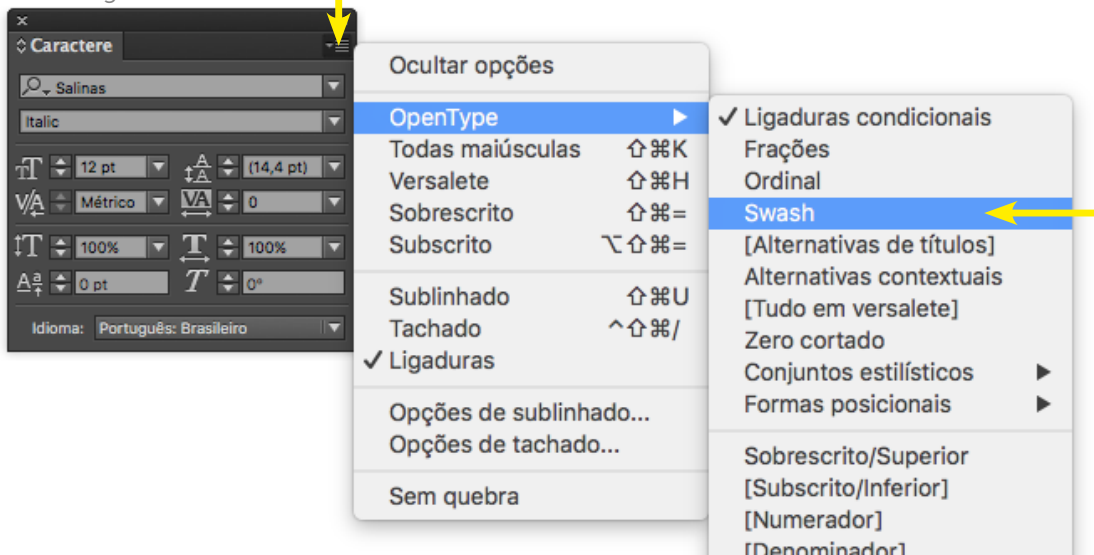 Caractere
Salinas
Italic
12 pt
(14,4 pt)
Métrico
0
100%
100%
0 pt
0°
Idioma: Português: Brasileiro
Ocultar opções
OpenType
Todas maiúsculas ⇧⌘K
Versalete ⇧⌘H
Sobrescrito ⇧⌘=
Subscrito ⌥⇧⌘=
Sublinhado ⇧⌘U
Tachado ^⇧⌘/
✓ Ligaduras
Opções de sublinhado...
Opções de tachado...
Sem quebra
✓ Ligaduras condicionais
Frações
Ordinal
Swash
[Alternativas de títulos]
Alternativas contextuais
[Tudo em versalete]
Zero cortado
Conjuntos estilísticos
Formas posicionais
Sobrescrito/Superior
[Subscrito/Inferior]
[Numerador]
[Denominador]